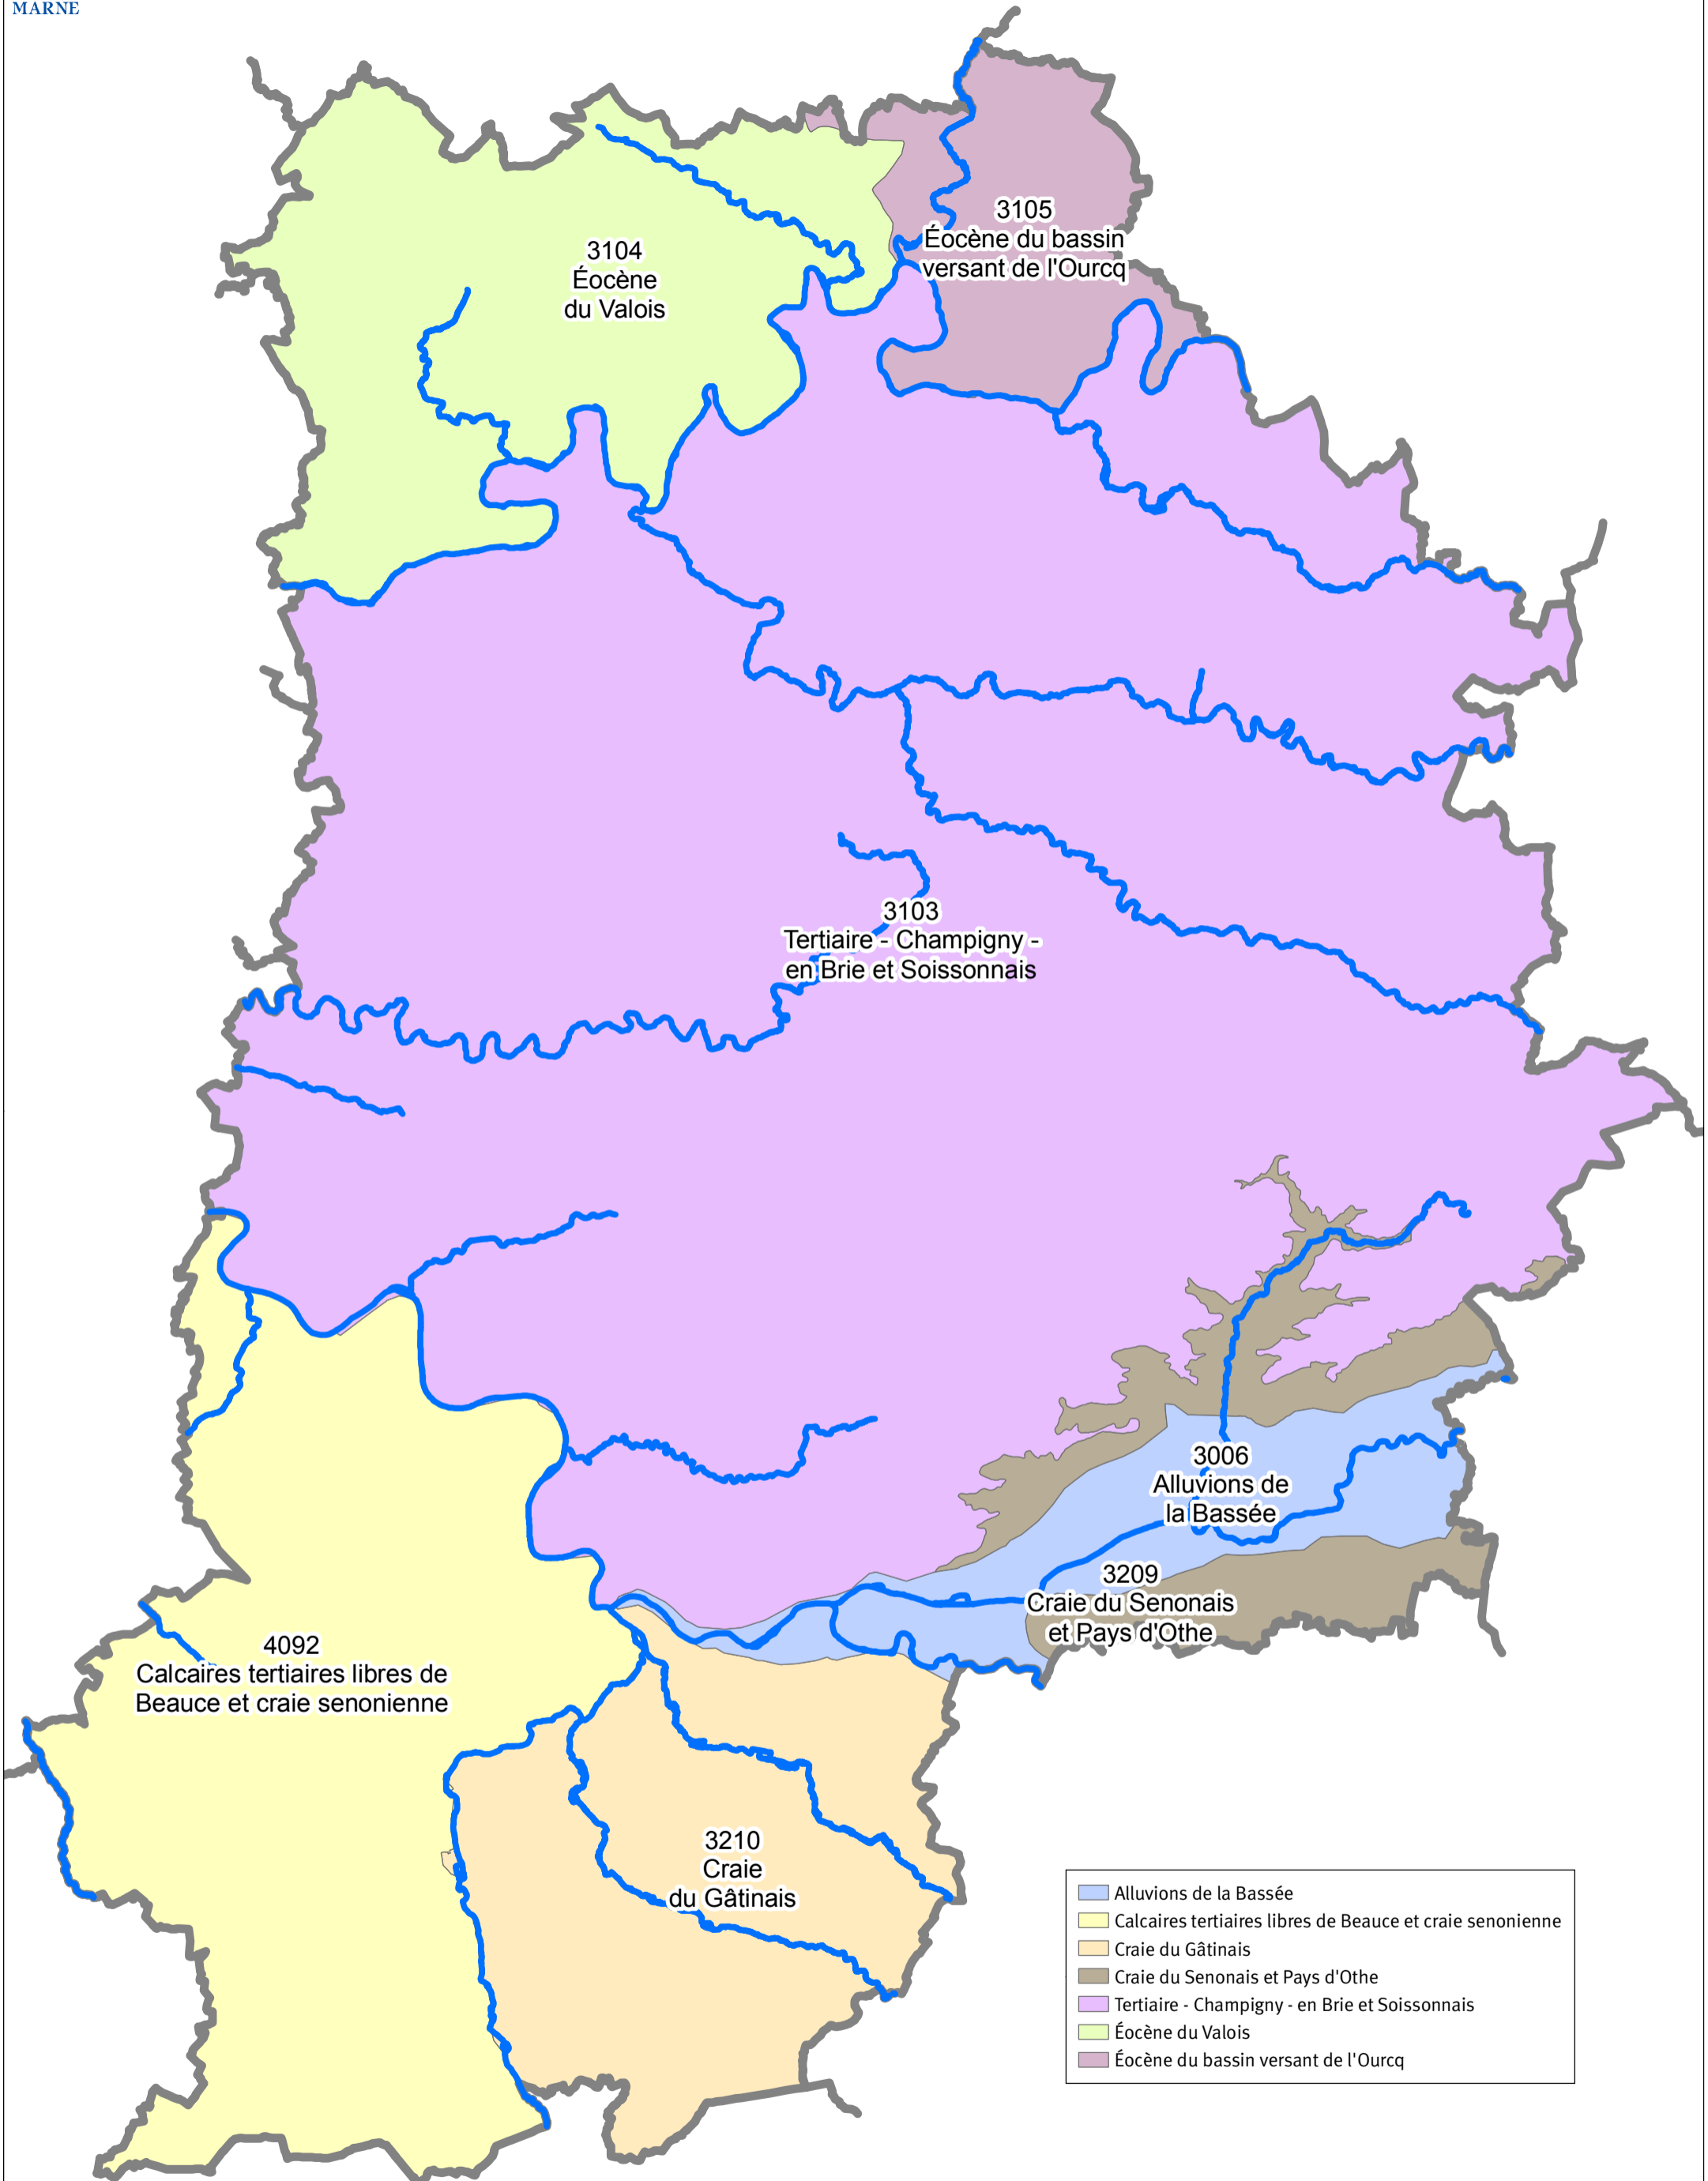 MARNE
3105
Éocène du bassin
versant de l'Ourcq
3104
Éocène
du Valois
3103
Tertiaire - Champigny -
en Brie et Soissonnais
3006
Alluvions de
la Bassée
3209
Craie du Senonais
et Pays d'Othe
4092
Calcaires tertiaires libres de
Beauce et craie senonienne
3210
Craie
du Gâtinais
Alluvions de la Bassée
Calcaires tertiaires libres de Beauce et craie senonienne
Craie du Gâtinais
Craie du Senonais et Pays d'Othe
Tertiaire - Champigny - en Brie et Soissonnais
Éocène du Valois
Éocène du bassin versant de l'Ourcq